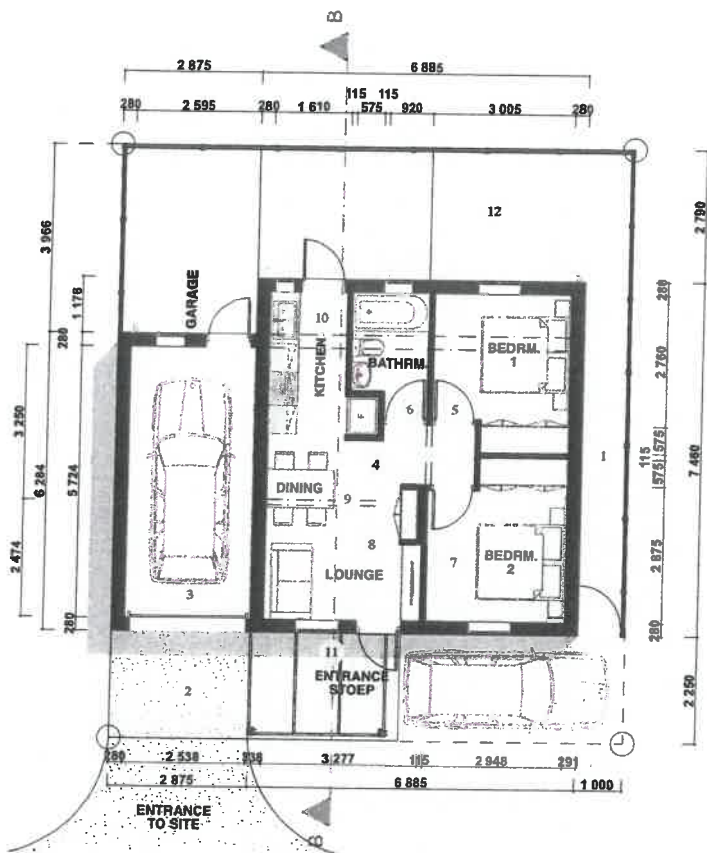 B
2 875
6 885
115 115
280 2 595 280 1 610 575 920 3 005 280
12
3 966
2 790
GARAGE
1 176
280
10
KITCHEN
BATHRM.
BEDRM.
1
280
2 760
3 250
6 284
5 724
F
6
5
4
1
575
115
575
7 460
DINING
9
8
2 474
3
LOUNGE
7
BEDRM.
2
2 875
280
280
11
ENTRANCE
STOEP
2
2 250
280 2 538 3 277 115 2 948 291
2 875
6 885
1 000
ENTRANCE
TO SITE
B